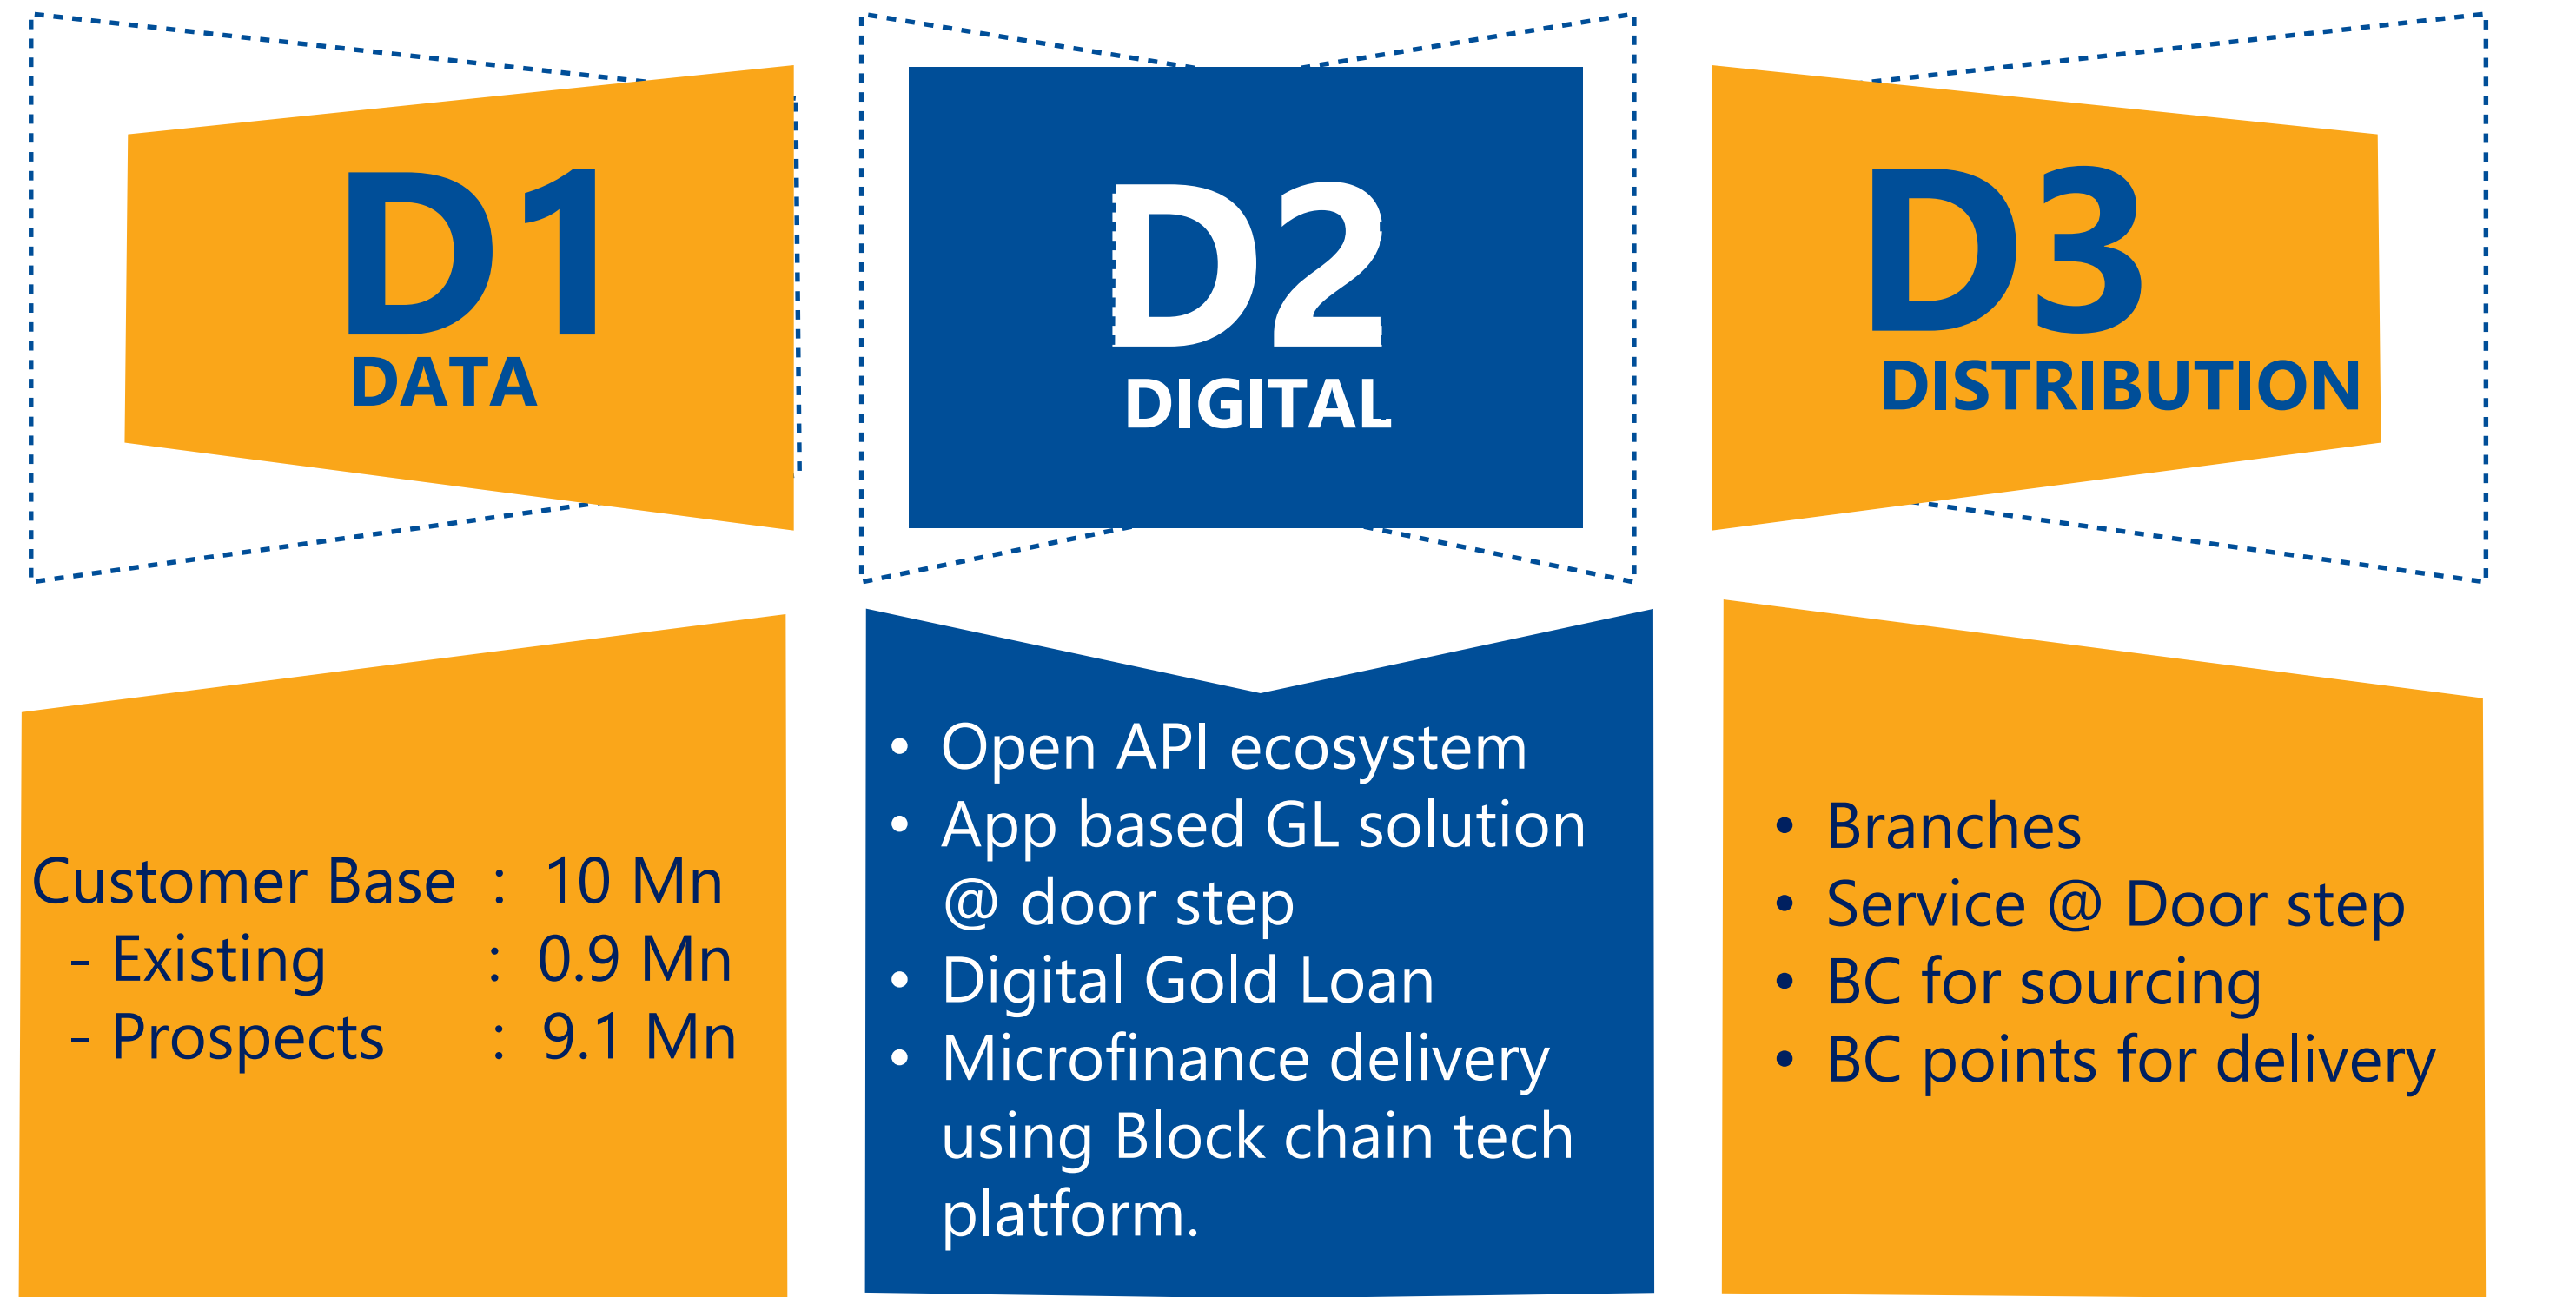 D1
DATA
D2
DIGITAL
D3
DISTRIBUTION
Customer Base : 10 Mn
- Existing : 0.9 Mn
- Prospects : 9.1 Mn
• Open API ecosystem
• App based GL solution
@ door step
• Digital Gold Loan
• Microfinance delivery
using Block chain tech
platform.
• Branches
• Service @ Door step
• BC for sourcing
• BC points for delivery